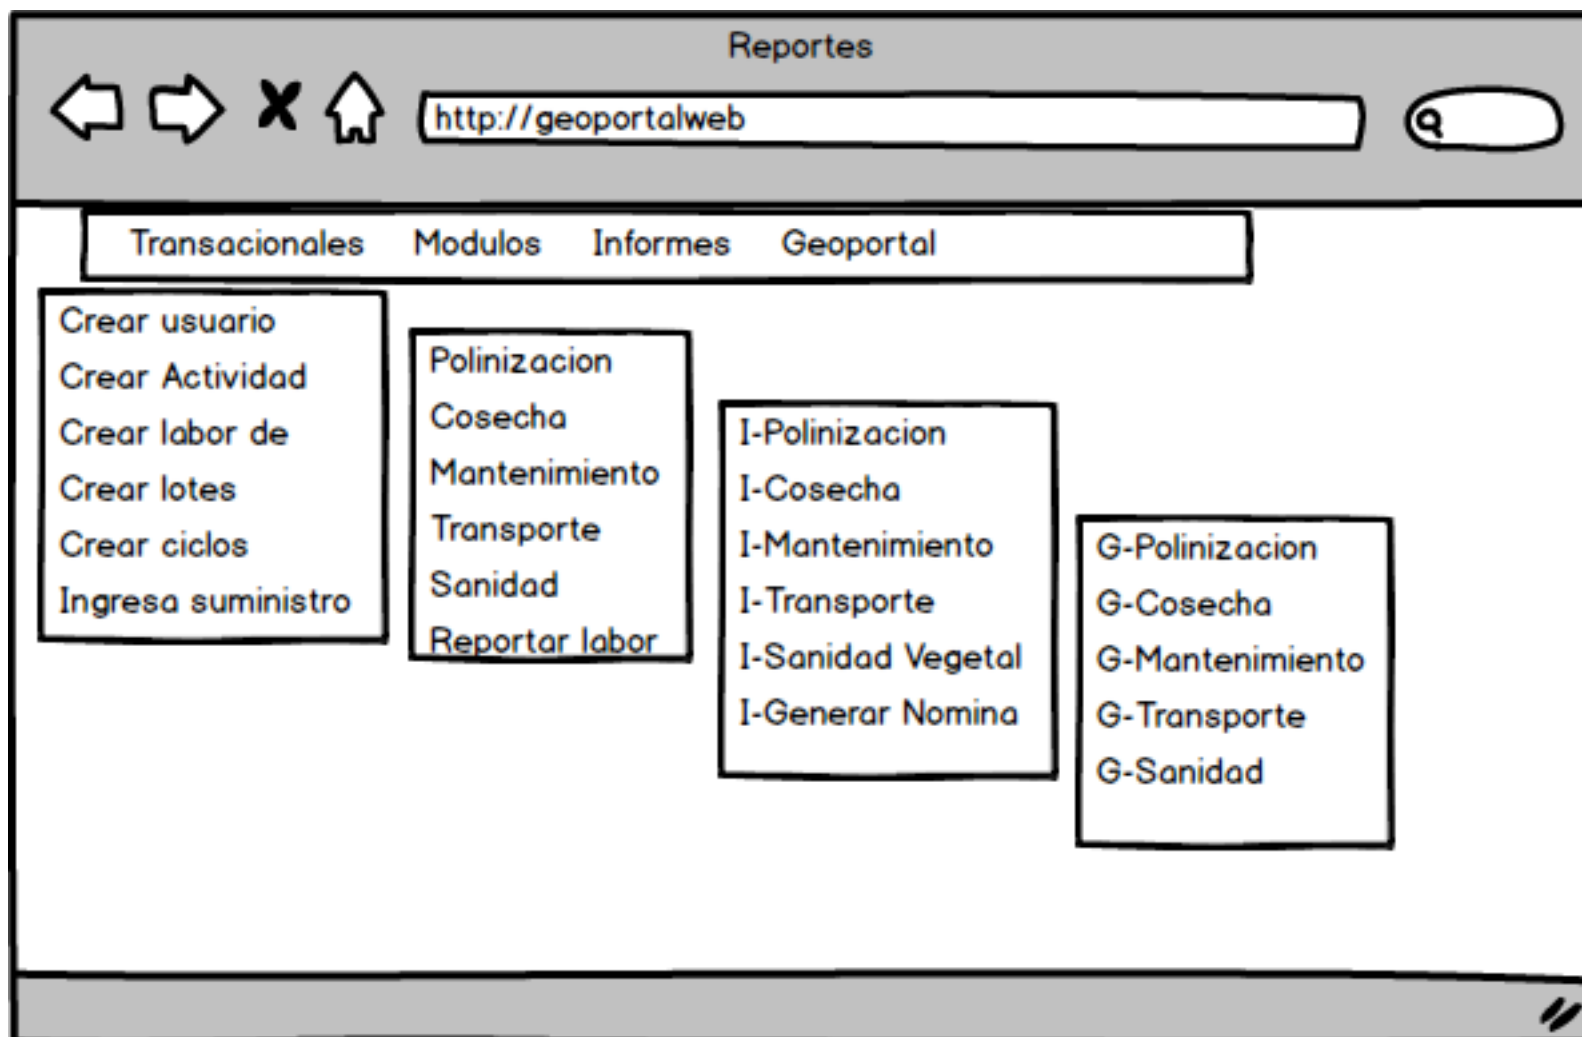 Reportes
http://geoportalweb
Transacionales Modulos Informes Geoportal
Crear usuario
Crear Actividad
Crear labor de
Crear lotes
Crear ciclos
Ingresa suministro
Polinizacion
Cosecha
Mantenimiento
Transporte
Sanidad
Reportar labor
I-Polinizacion
I-Cosecha
I-Mantenimiento
I-Transporte
I-Sanidad Vegetal
I-Generar Nomina
G-Polinizacion
G-Cosecha
G-Mantenimiento
G-Transporte
G-Sanidad